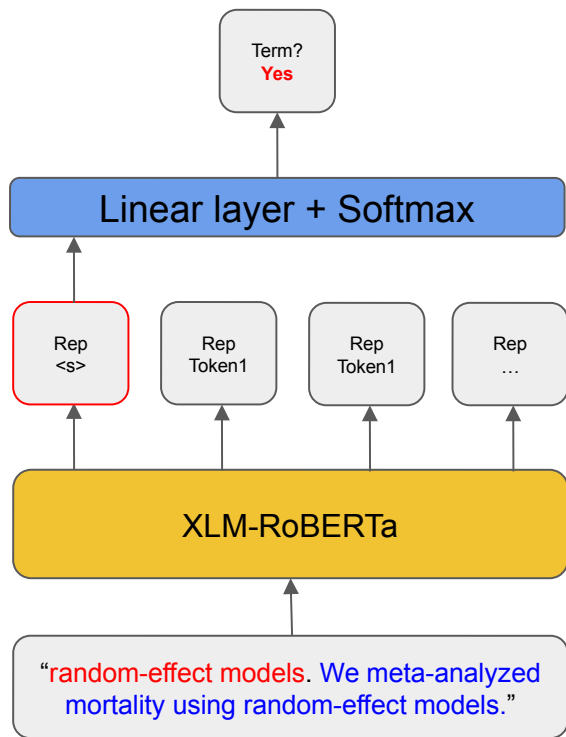 Term?
Yes
Linear layer + Softmax
Rep
<s>
Rep
Token1
Rep
Token1
Rep
…
XLM-RoBERTa
“random-effect models. We meta-analyzed
mortality using random-effect models.”